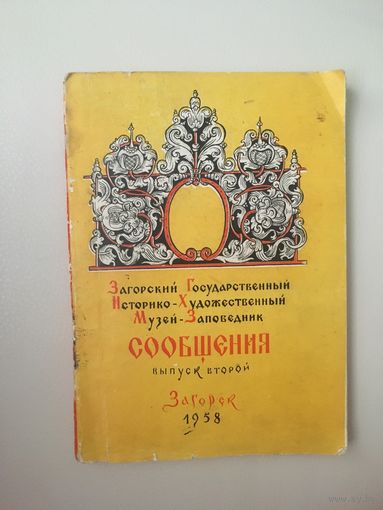 Загорский Государственный
Историко-Художественный
Музей-Заповедник
СООБЩЕНИЯ
ВЫПУСК ВТОРОЙ
Загорск
1958